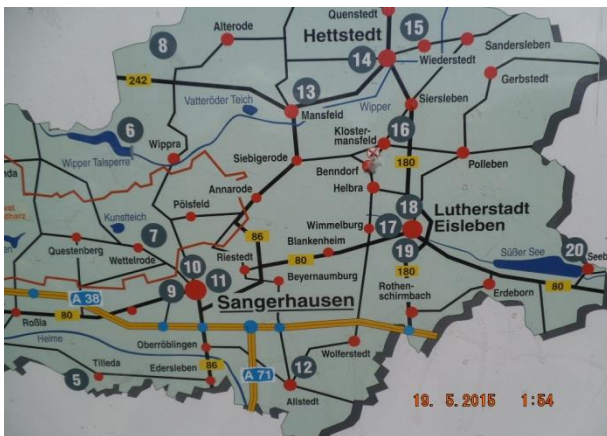 Quenstedt
15
Alterode
Hettstedt
8
14
Wiederstedt
Sandersleben
Gerbstedt
242
13
Vatteröder Teich
Mansfeld
Wipper
Siersleben
6
Wipper Talsperre
Wippra
Kloster-
mansfeld
16
Siebigerode
180
Polleben
Benndorf
Helbra
Annarode
Pölsfeld
Kunstteich
18
Lutherstadt
Eisleben
7
86
Wimmelburg
17
Questenberg
Wettelrode
10
Riestedt
Blankenheim
19
Süßer See
20
80
80
Seeb
9
11
Beyernaumburg
180
80
Sangerhausen
Rothen-
schirmbach
Erdeborn
A 38
Roßla
80
Helme
Oberröblingen
Wolferstedt
Tilleda
5
Edersleben
86
A 71
12
Allstedt
19. 5.2015 1:54